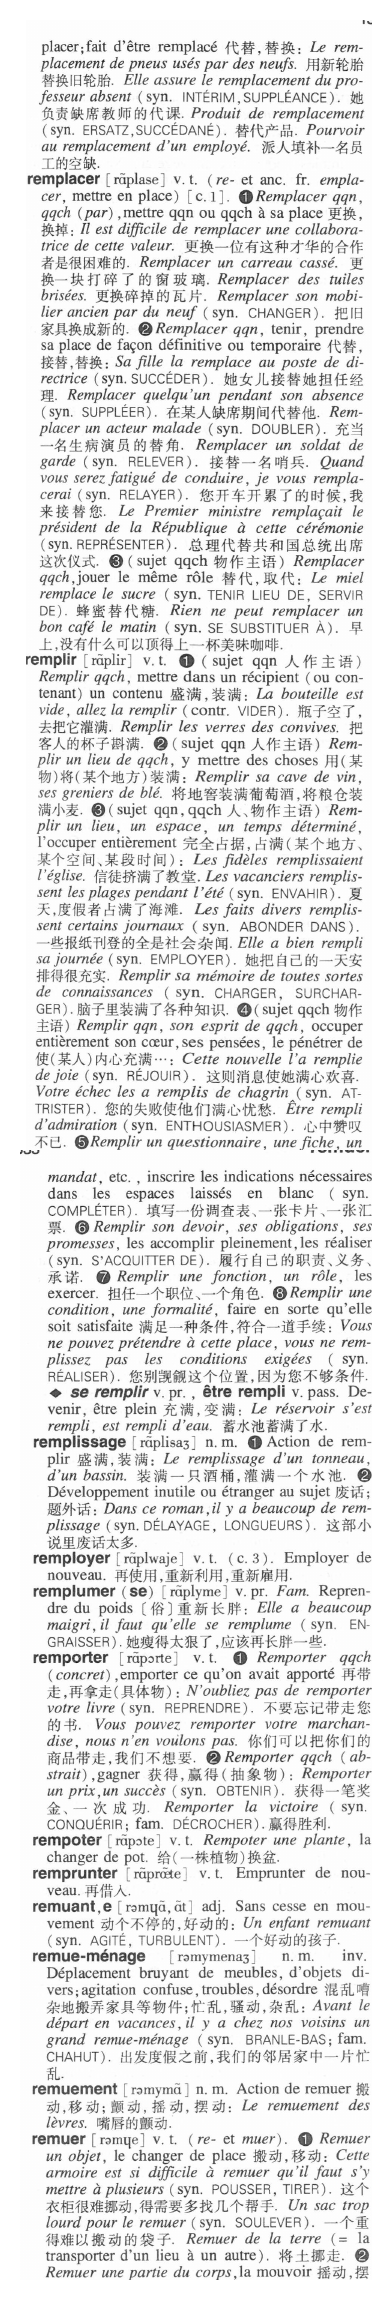 placer;fait d'être remplacé 代替,替换: Le rem-
placement de pneus usés par des neufs. 用新轮胎
替换旧轮胎. Elle assure le remplacement du pro-
fesseur absent (syn. INTÉRIM,SUPPLÉANCE). 她
负责缺席教师的代课. Produit de remplacement
(syn. ERSATZ,SUCCÉDANÉ). 替代产品. Pourvoir
au remplacement d'un employé. 派人填补一名员
工的空缺.
remplacer [rɑ̃plase] v. t. (re- et anc. fr. empla-
cer, mettre en place) [c. 1]. ❶ Remplacer qqn,
qqch (par),mettre qqn ou qqch à sa place 更换,
换掉: Il est difficile de remplacer une collabora-
trice de cette valeur. 更换一位有这种才华的合作
者是很困难的. Remplacer un carreau cassé. 更
换一块打碎了的窗玻璃. Remplacer des tuiles
brisées. 更换碎掉的瓦片. Remplacer son mobi-
lier ancien par du neuf (syn. CHANGER). 把旧
家具换成新的. ❷ Remplacer qqn, tenir, prendre
sa place de façon définitive ou temporaire 代替,
接替,替换: Sa fille la remplace au poste de di-
rectrice (syn. SUCCÉDER). 她女儿接替她担任经
理. Remplacer quelqu'un pendant son absence
(syn. SUPPLÉER). 在某人缺席期间代替他. Rem-
placer un acteur malade (syn. DOUBLER). 充当
一名生病演员的替角. Remplacer un soldat de
garde (syn. RELEVER). 接替一名哨兵. Quand
vous serez fatigué de conduire, je vous rempla-
cerai (syn. RELAYER). 您开车开累了的时候,我
来接替您. Le Premier ministre remplaçait le
président de la République à cette cérémonie
(syn. REPRÉSENTER). 总理代替共和国总统出席
这次仪式. ❸ (sujet qqch 物作主语) Remplacer
qqch,jouer le même rôle 替代,取代: Le miel
remplace le sucre (syn. TENIR LIEU DE, SERVIR
DE). 蜂蜜替代糖. Rien ne peut remplacer un
bon café le matin (syn. SE SUBSTITUER À). 早
上,没有什么可以顶得上一杯美味咖啡.
remplir [rɑ̃plir] v. t. ❶ (sujet qqn 人作主语)
Remplir qqch, mettre dans un récipient (ou con-
tenant) un contenu 盛满,装满: La bouteille est
vide, allez la remplir (contr. VIDER). 瓶子空了,
去把它灌满. Remplir les verres des convives. 把
客人的杯子斟满. ❷ (sujet qqn 人作主语) Rem-
plir un lieu de qqch, y mettre des choses 用(某
物)将(某个地方)装满: Remplir sa cave de vin,
ses greniers de blé. 将地窖装满葡萄酒,将粮仓装
满小麦. ❸ (sujet qqn, qqch 人、物作主语) Rem-
plir un lieu, un espace, un temps déterminé,
l'occuper entièrement 完全占据,占满(某个地方、
某个空间、某段时间): Les fidèles remplissaient
l'église. 信徒挤满了教堂. Les vacanciers remplis-
sent les plages pendant l'été (syn. ENVAHIR). 夏
天,度假者占满了海滩. Les faits divers remplis-
sent certains journaux (syn. ABONDER DANS).
一些报纸刊登的全是社会杂闻. Elle a bien rempli
sa journée (syn. EMPLOYER). 她把自己的一天安
排得很充实. Remplir sa mémoire de toutes sortes
de connaissances (syn. CHARGER, SURCHAR-
GER). 脑子里装满了各种知识. ❹ (sujet qqch 物作
主语) Remplir qqn, son esprit de qqch, occuper
entièrement son cœur,ses pensées, le pénétrer de
使(某人)内心充满…: Cette nouvelle l'a remplie
de joie (syn. RÉJOUIR). 这则消息使她满心欢喜.
Votre échec les a remplis de chagrin (syn. AT-
TRISTER). 您的失败使他们满心忧愁. Être rempli
d'admiration (syn. ENTHOUSIASMER). 心中赞叹
不已. ❺ Remplir un questionnaire, une fiche, un
mandat, etc., inscrire les indications nécessaires
dans les espaces laissés en blanc (syn.
COMPLÉTER). 填写一份调查表、一张卡片、一张汇
票. ❻ Remplir son devoir, ses obligations, ses
promesses, les accomplir pleinement,les réaliser
(syn. S'ACQUITTER DE). 履行自己的职责、义务、
承诺. ❼ Remplir une fonction, un rôle, les
exercer. 担任一个职位、一个角色. ❽ Remplir une
condition, une formalité, faire en sorte qu'elle
soit satisfaite 满足一种条件,符合一道手续: Vous
ne pouvez prétendre à cette place, vous ne rem-
plissez pas les conditions exigées (syn.
RÉALISER). 您别觊觎这个位置,因为您不够条件.
◆ se remplir v. pr., être rempli v. pass. De-
venir, être plein 充满,变满: Le réservoir s'est
rempli, est rempli d'eau. 蓄水池蓄满了水.
remplissage [rɑ̃plisaʒ] n. m. ❶ Action de rem-
plir 盛满,装满: Le remplissage d'un tonneau,
d'un bassin. 装满一只酒桶,灌满一个水池. ❷
Développement inutile ou étranger au sujet 废话;
题外话: Dans ce roman,il y a beaucoup de rem-
plissage (syn. DÉLAYAGE, LONGUEURS). 这部小
说里废话太多.
remployer [rɑ̃plwaje] v. t. (c. 3). Employer de
nouveau. 再使用,重新利用,重新雇用.
remplumer (se) [rɑ̃plyme] v. pr. Fam. Repren-
dre du poids [俗]重新长胖: Elle a beaucoup
maigri,il faut qu'elle se remplume (syn. EN-
GRAISSER). 她瘦得太狠了,应该再长胖一些.
remporter [rɑ̃pɔrte] v. t. ❶ Remporter qqch
(concret),emporter ce qu'on avait apporté 再带
走,再拿走(具体物): N'oubliez pas de remporter
votre livre (syn. REPRENDRE). 不要忘记带走您
的书. Vous pouvez remporter votre marchan-
dise, nous n'en voulons pas. 你们可以把你们的
商品带走,我们不想要. ❷ Remporter qqch (ab-
strait),gagner 获得,赢得(抽象物): Remporter
un prix,un succès (syn. OBTENIR). 获得一笔奖
金、一次成功. Remporter la victoire (syn.
CONQUÉRIR; fam. DÉCROCHER). 赢得胜利.
rempoter [rɑ̃pɔte] v. t. Rempoter une plante, la
changer de pot. 给(一株植物)换盆.
remprunter [rɑ̃prœ̃te] v. t. Emprunter de nou-
veau. 再借入.
remuant,e [rəmɥɑ̃, ɑ̃t] adj. Sans cesse en mou-
vement 动个不停的,好动的: Un enfant remuant
(syn. AGITÉ, TURBULENT). 一个好动的孩子.
remue-ménage [rəmymenaʒ] n. m. inv.
Déplacement bruyant de meubles, d'objets di-
vers;agitation confuse,troubles,désordre 混乱嘈
杂地搬弄家具等物件;忙乱,骚动,杂乱: Avant le
départ en vacances, il y a chez nos voisins un
grand remue-ménage (syn. BRANLE-BAS; fam.
CHAHUT). 出发度假之前,我们的邻居家中一片忙
乱.
remuement [rəmymɑ̃] n. m. Action de remuer 搬
动,移动;颤动,摇动,摆动: Le remuement des
lèvres. 嘴唇的颤动.
remuer [rəmɥe] v. t. (re- et muer). ❶ Remuer
un objet, le changer de place 搬动,移动: Cette
armoire est si difficile à remuer qu'il faut s'y
mettre à plusieurs (syn. POUSSER, TIRER). 这个
衣柜很难挪动,得需要多找几个帮手. Un sac trop
lourd pour le remuer (syn. SOULEVER). 一个重
得难以搬动的袋子. Remuer de la terre (= la
transporter d'un lieu à un autre). 将土挪走. ❷
Remuer une partie du corps,la mouvoir 摇动,摆